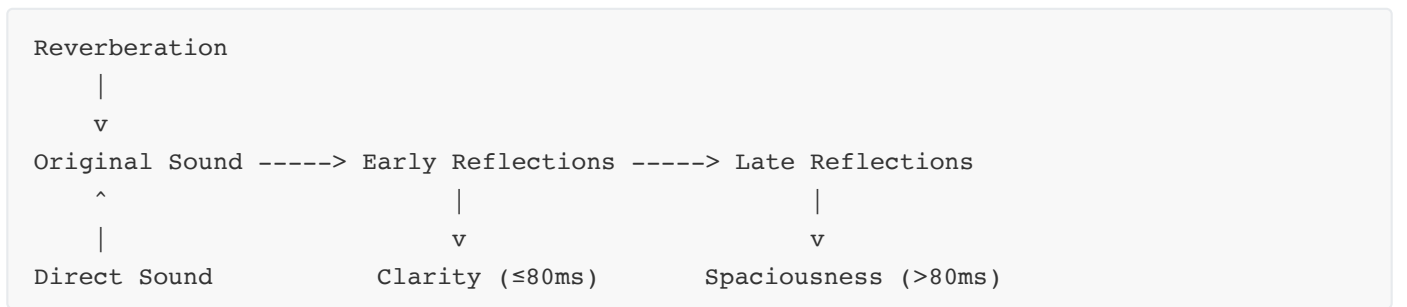 Reverberation
|
v
Original Sound -----> Early Reflections -----> Late Reflections
^ | |
| v v
Direct Sound Clarity (≤80ms) Spaciousness (>80ms)